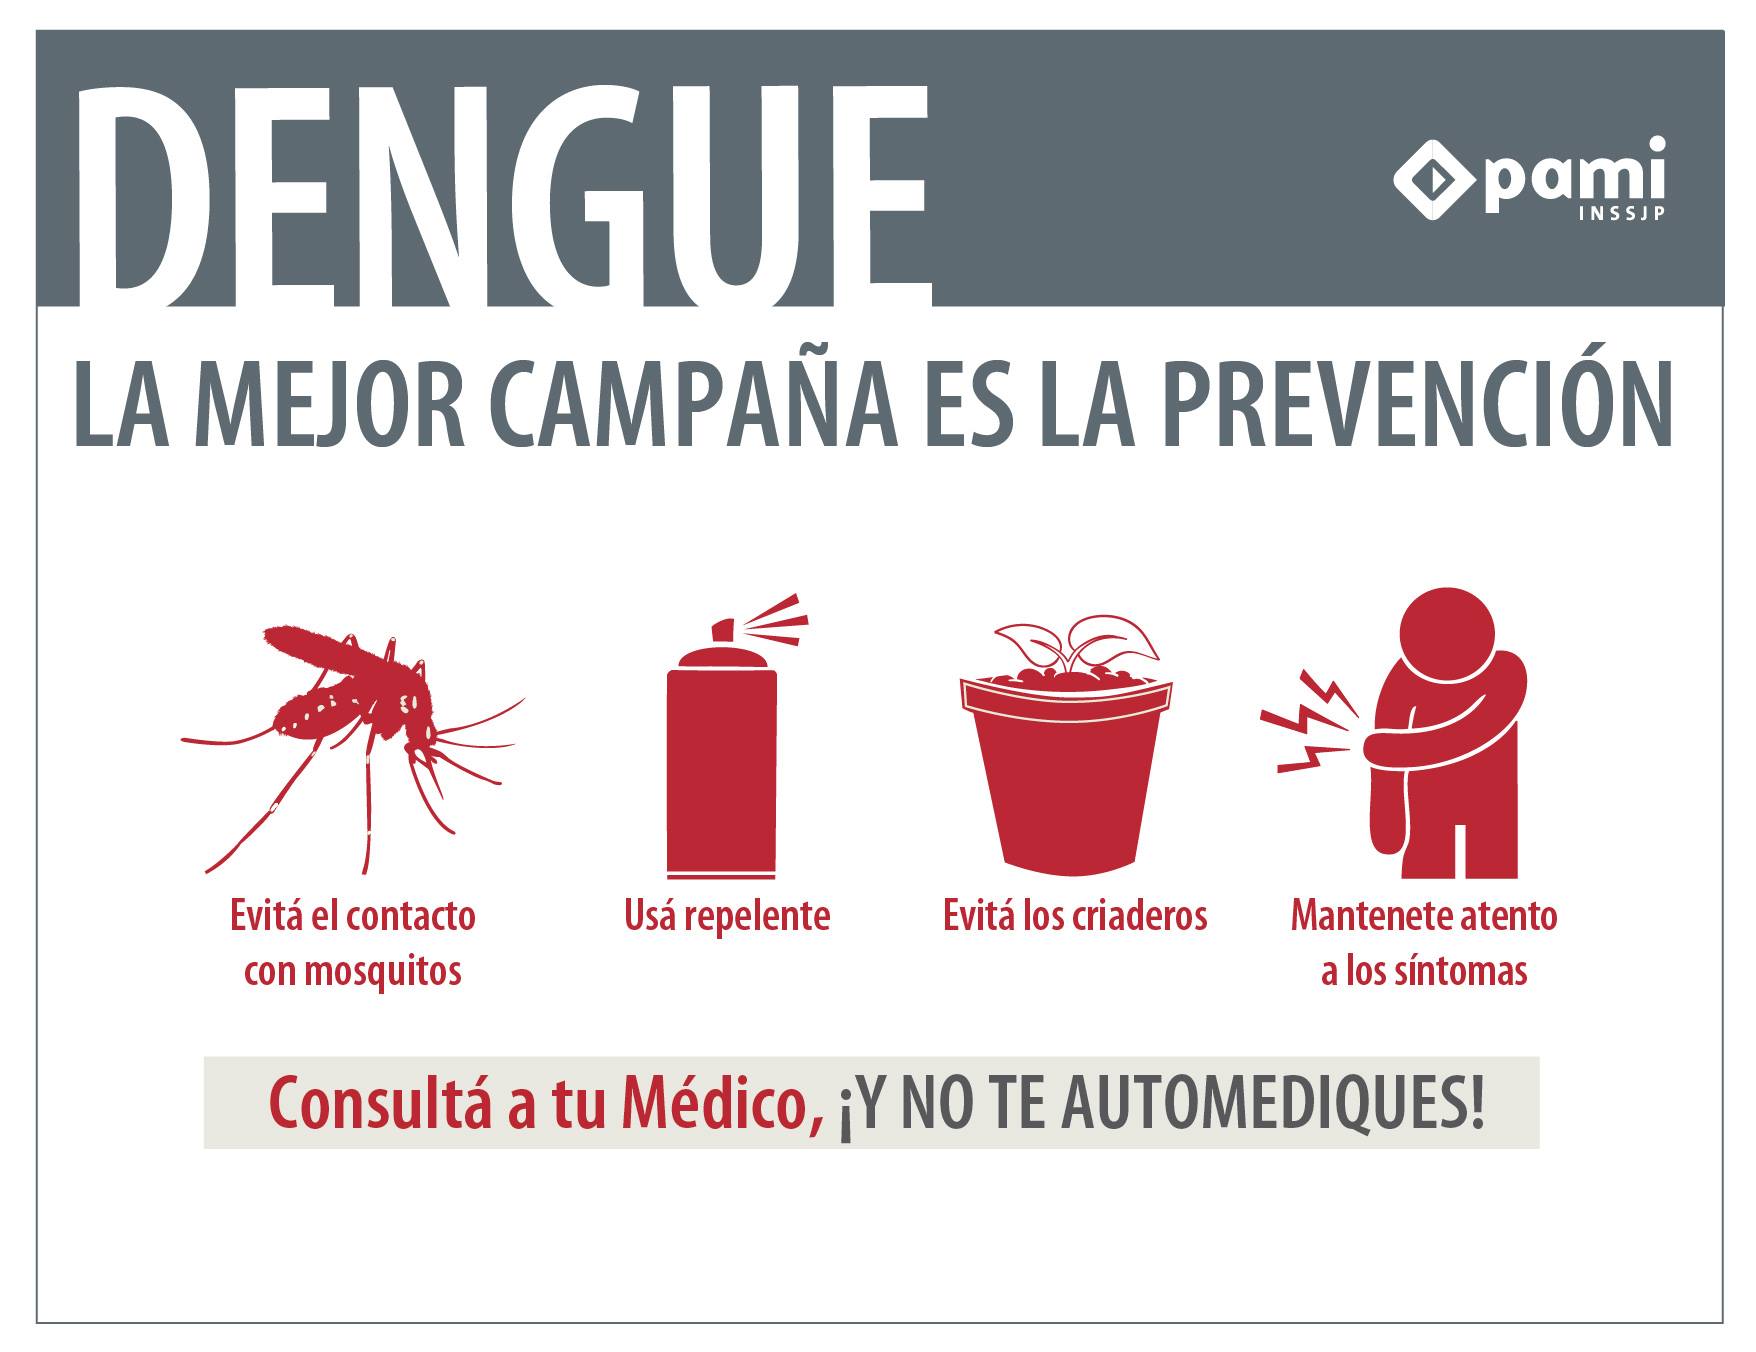 DENGUE
pami
INSSJP
LA MEJOR CAMPAÑA ES LA PREVENCIÓN
Evitá el contacto
con mosquitos
Usá repelente
Evitá los criaderos
Mantenete atento
a los síntomas
Consultá a tu Médico, ¡Y NO TE AUTOMEDIQUES!